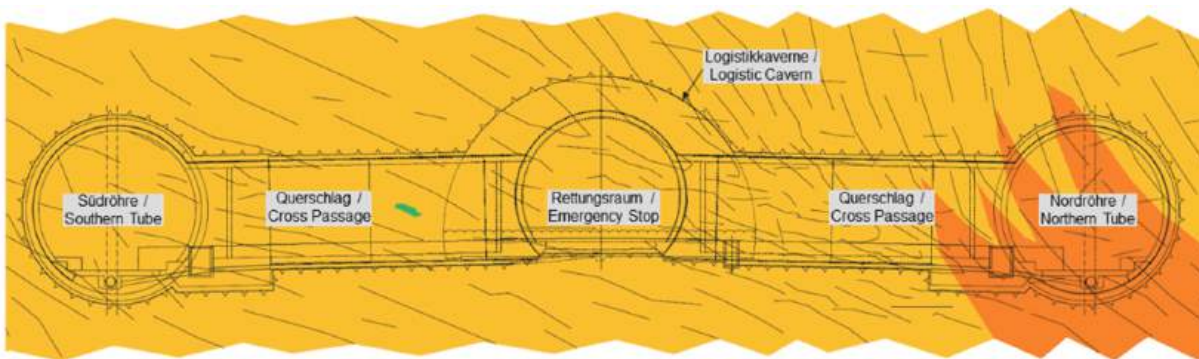 Logistikkaverne /
Logistic Cavern
Südröhre /
Southern Tube
Querschlag /
Cross Passage
Rettungsraum /
Emergency Stop
Querschlag /
Cross Passage
Nordröhre /
Northern Tube